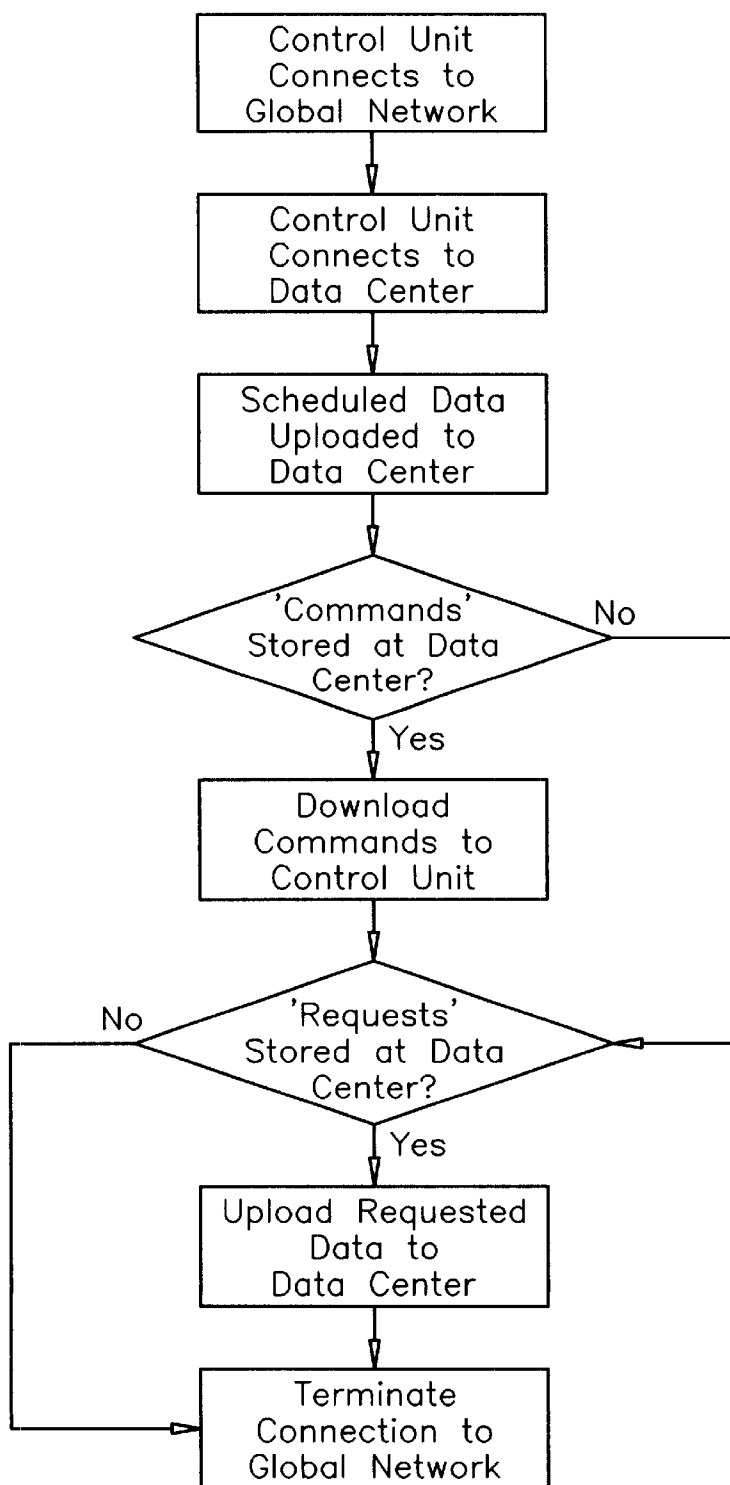 Control Unit
Connects to
Global Network
Control Unit
Connects to
Data Center
Scheduled Data
Uploaded to
Data Center
'Commands'
Stored at Data
Center?
No
Yes
Download
Commands to
Control Unit
No
'Requests'
Stored at Data
Center?
Yes
Upload Requested
Data to
Data Center
Terminate
Connection to
Global Network